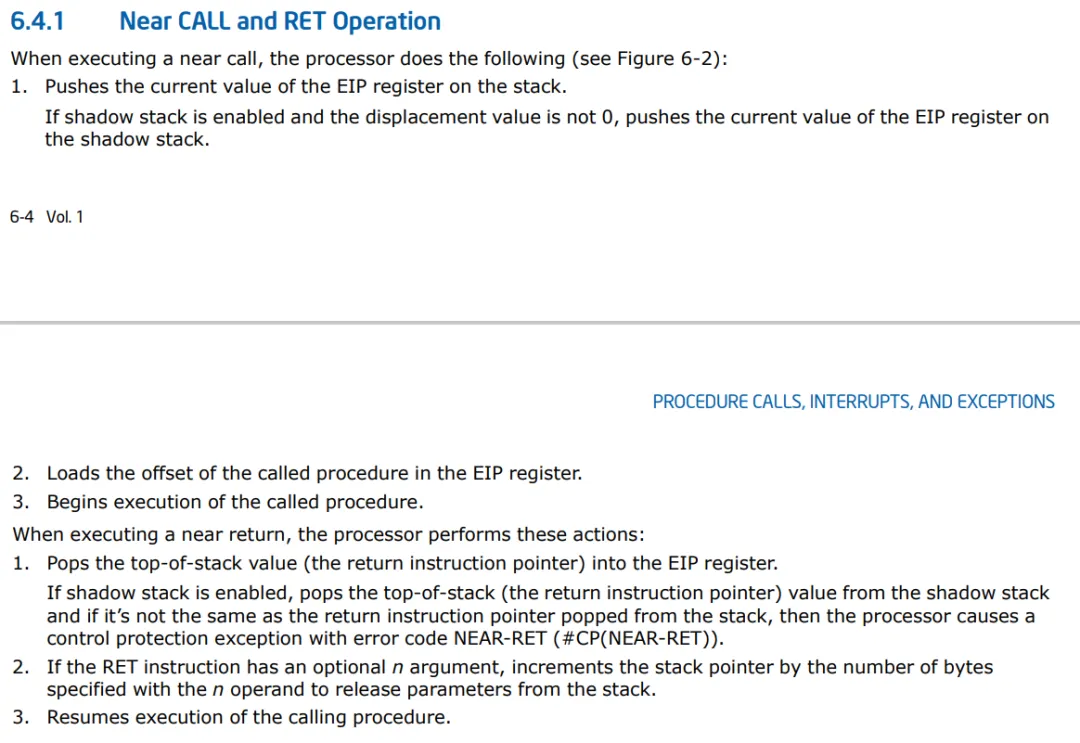 6.4.1 Near CALL and RET Operation
When executing a near call, the processor does the following (see Figure 6-2):
1. Pushes the current value of the EIP register on the stack.
If shadow stack is enabled and the displacement value is not 0, pushes the current value of the EIP register on
the shadow stack.
6-4 Vol. 1
PROCEDURE CALLS, INTERRUPTS, AND EXCEPTIONS
2. Loads the offset of the called procedure in the EIP register.
3. Begins execution of the called procedure.
When executing a near return, the processor performs these actions:
1. Pops the top-of-stack value (the return instruction pointer) into the EIP register.
If shadow stack is enabled, pops the top-of-stack (the return instruction pointer) value from the shadow stack
and if it’s not the same as the return instruction pointer popped from the stack, then the processor causes a
control protection exception with error code NEAR-RET (#CP(NEAR-RET)).
2. If the RET instruction has an optional n argument, increments the stack pointer by the number of bytes
specified with the n operand to release parameters from the stack.
3. Resumes execution of the calling procedure.